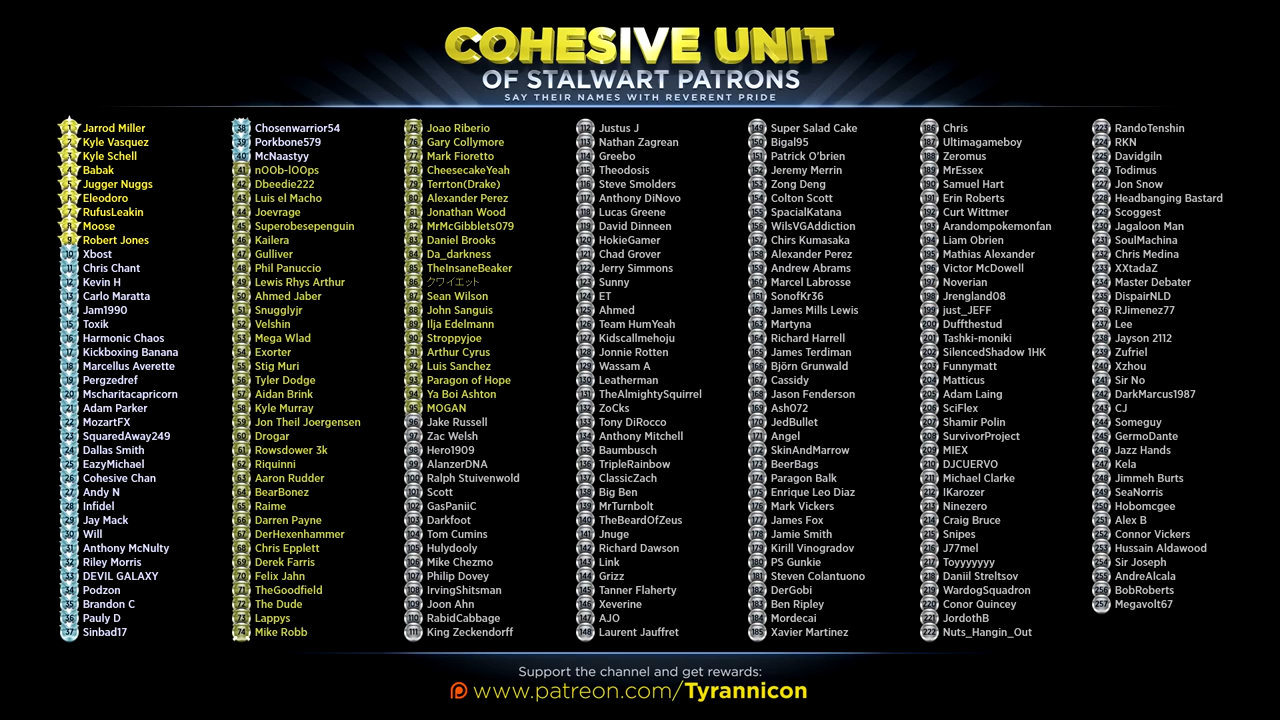 COHESIVE UNIT
OF STALWART PATRONS
SAY THEIR NAMES WITH REVERENT PRIDE
1 Jarrod Miller
2 Kyle Vasquez
3 Kyle Schell
4 Babak
5 Jugger Nuggs
6 Eleodoro
7 RufusLeakin
8 Moose
9 Robert Jones
10 Xbost
11 Chris Chant
12 Kevin H
13 Carlo Maratta
14 Jam1990
15 Toxik
16 Harmonic Chaos
17 Kickboxing Banana
18 Marcellus Averette
19 Pergzedref
20 Mscharitacapricorn
21 Adam Parker
22 MozartFX
23 SquaredAway249
24 Dallas Smith
25 EazyMichael
26 Cohesive Chan
27 Andy N
28 Infidel
29 Jay Mack
30 Will
31 Anthony McNulty
32 Riley Morris
33 DEVIL GALAXY
34 Podzon
35 Brandon C
36 Pauly D
37 Sinbad17
38 Chosenwarrior54
39 Porkbone579
40 McNaastyy
41 nOOb-lOOps
42 Dbeedie222
43 Luis el Macho
44 Joevrage
45 Superobesepenguin
46 Kailera
47 Gulliver
48 Phil Panuccio
49 Lewis Rhys Arthur
50 Ahmed Jaber
51 Snugglyjr
52 Velshin
53 Mega Wlad
54 Exorter
55 Stig Muri
56 Tyler Dodge
57 Aidan Brink
58 Kyle Murray
59 Jon Theil Joergensen
60 Drogar
61 Rowsdower 3k
62 Riquinni
63 Aaron Rudder
64 BearBonez
65 Raime
66 Darren Payne
67 DerHexenhammer
68 Chris Epplett
69 Derek Farris
70 Felix Jahn
71 TheGoodfield
72 The Dude
73 Lappys
74 Mike Robb
75 Joao Riberio
76 Gary Collymore
77 Mark Fioretto
78 CheesecakeYeah
79 Terrton(Drake)
80 Alexander Perez
81 Jonathan Wood
82 MrMcGibblets079
83 Daniel Brooks
84 Da_darkness
85 TheInsaneBeaker
86 クワイエット
87 Sean Wilson
88 John Sanguis
89 Ilja Edelmann
90 Stroppyjoe
91 Arthur Cyrus
92 Luis Sanchez
93 Paragon of Hope
94 Ya Boi Ashton
95 MOGAN
96 Jake Russell
97 Zac Welsh
98 Hero1909
99 AlanzerDNA
100 Ralph Stuivenwold
101 Scott
102 GasPaniiC
103 Darkfoot
104 Tom Cumins
105 Hulydooly
106 Mike Chezmo
107 Philip Dovey
108 IrvingShitsman
109 Joon Ahn
110 RabidCabbage
111 King Zeckendorff
112 Justus J
113 Nathan Zagrean
114 Greebo
115 Theodosis
116 Steve Smolders
117 Anthony DiNovo
118 Lucas Greene
119 David Dinneen
120 HokieGamer
121 Chad Grover
122 Jerry Simmons
123 Sunny
124 ET
125 Ahmed
126 Team HumYeah
127 Kidscallmehoju
128 Jonnie Rotten
129 Wassam A
130 Leatherman
131 TheAlmightySquirrel
132 ZoCks
133 Tony DiRocco
134 Anthony Mitchell
135 Baumbusch
136 TripleRainbow
137 ClassicZach
138 Big Ben
139 MrTurnbolt
140 TheBeardOfZeus
141 Jnuge
142 Richard Dawson
143 Link
144 Grizz
145 Tanner Flaherty
146 Xeverine
147 AJO
148 Laurent Jauffret
149 Super Salad Cake
150 Bigal95
151 Patrick O'brien
152 Jeremy Merrin
153 Zong Deng
154 Colton Scott
155 SpacialKatana
156 WilsVGAddiction
157 Chirs Kumasaka
158 Alexander Perez
159 Andrew Abrams
160 Marcel Labrosse
161 SonofKr36
162 James Mills Lewis
163 Martyna
164 Richard Harrell
165 James Terdiman
166 Björn Grunwald
167 Cassidy
168 Jason Fenderson
169 Ash072
170 JedBullet
171 Angel
172 SkinAndMarrow
173 BeerBags
174 Paragon Balk
175 Enrique Leo Diaz
176 Mark Vickers
177 James Fox
178 Jamie Smith
179 Kirill Vinogradov
180 PS Gunkie
181 Steven Colantuono
182 DerGobi
183 Ben Ripley
184 Mordecai
185 Xavier Martinez
186 Chris
187 Ultimagameboy
188 Zeromus
189 MrEssex
190 Samuel Hart
191 Erin Roberts
192 Curt Wittmer
193 Arandompokemonfan
194 Liam Obrien
195 Mathias Alexander
196 Victor McDowell
197 Noverian
198 Jrengland08
199 just_JEFF
200 Duffthestud
201 Tashki-moniki
202 SilencedShadow 1HK
203 Funnymatt
204 Matticus
205 Adam Laing
206 SciFlex
207 Shamir Polin
208 SurvivorProject
209 MIEX
210 DJCUERVO
211 Michael Clarke
212 IKarozer
213 Ninezero
214 Craig Bruce
215 Snipes
216 J77mel
217 Toyyyyyyy
218 Daniil Streltsov
219 WardogSquadron
220 Conor Quincey
221 JordothB
222 Nuts_Hangin_Out
223 RandoTenshin
224 RKN
225 Davidgiln
226 Todimus
227 Jon Snow
228 Headbanging Bastard
229 Scoggest
230 Jagaloon Man
231 SoulMachina
232 Chris Medina
233 XXtadaZ
234 Master Debater
235 DispairNLD
236 RJimenez77
237 Lee
238 Jayson 2112
239 Zufriel
240 Xzhou
241 Sir No
242 DarkMarcus1987
243 CJ
244 Someguy
245 GermoDante
246 Jazz Hands
247 Kela
248 Jimmeh Burts
249 SeaNorris
250 Hobomcgee
251 Alex B
252 Connor Vickers
253 Hussain Aldawood
254 Sir Joseph
255 AndreAlcala
256 BobRoberts
257 Megavolt67
Support the channel and get rewards:
www.patreon.com/Tyrannicon